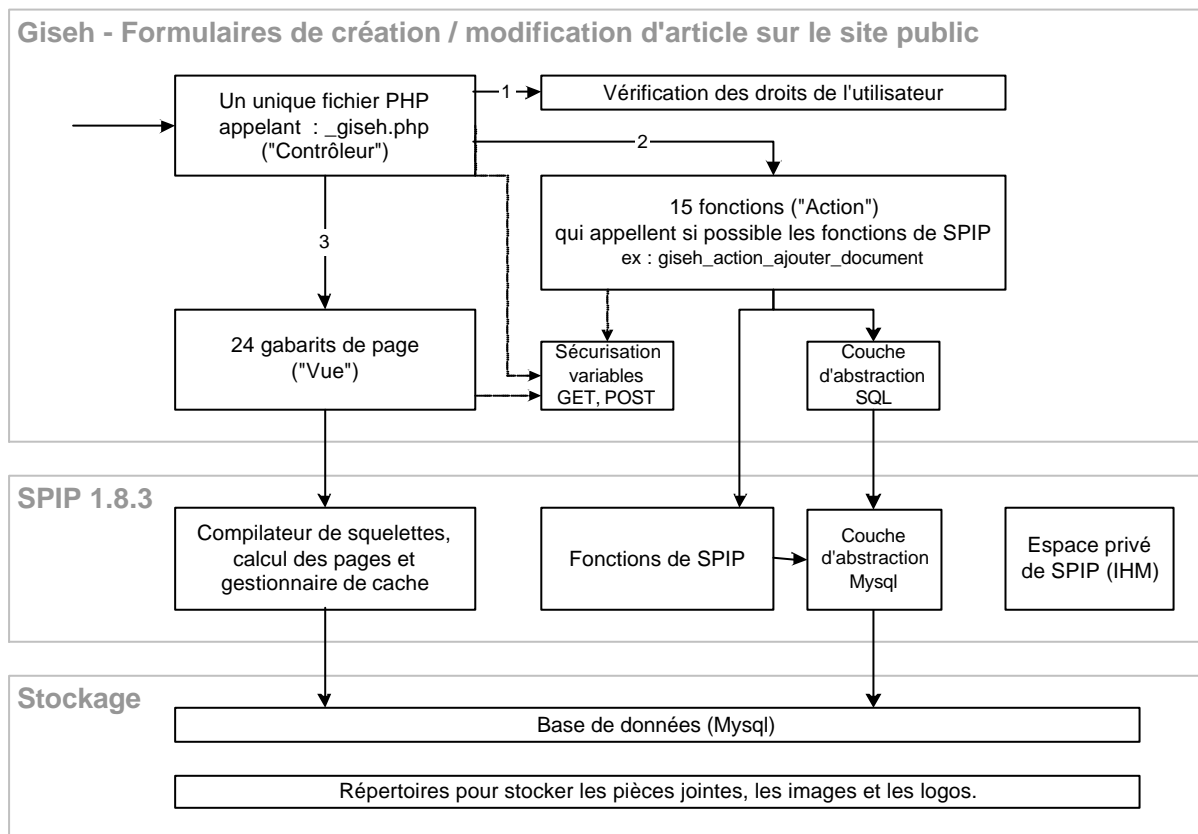 Giseh - Formulaires de création / modification d'article sur le site public
Un unique fichier PHP
appelant : _giseh.php
("Contrôleur")
1
Vérification des droits de l'utilisateur
2
15 fonctions ("Action")
qui appellent si possible les fonctions de SPIP
ex : giseh_action_ajouter_document
3
24 gabarits de page
("Vue")
Sécurisation
variables
GET, POST
Couche
d'abstraction
SQL
SPIP 1.8.3
Compilateur de squelettes,
calcul des pages et
gestionnaire de cache
Fonctions de SPIP
Couche
d'abstraction
Mysql
Espace privé
de SPIP (IHM)
Stockage
Base de données (Mysql)
Répertoires pour stocker les pièces jointes, les images et les logos.